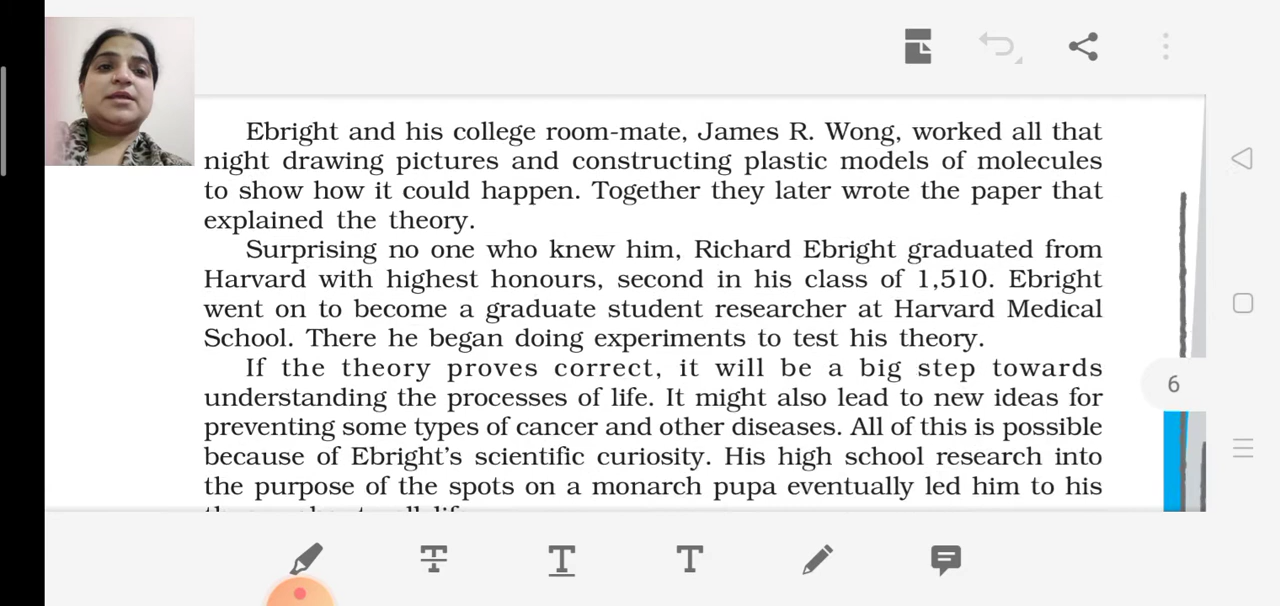 Ebright and his college room-mate, James R. Wong, worked all that
night drawing pictures and constructing plastic models of molecules
to show how it could happen. Together they later wrote the paper that
explained the theory.
Surprising no one who knew him, Richard Ebright graduated from
Harvard with highest honours, second in his class of 1,510. Ebright
went on to become a graduate student researcher at Harvard Medical
School. There he began doing experiments to test his theory.
If the theory proves correct, it will be a big step towards
understanding the processes of life. It might also lead to new ideas for
preventing some types of cancer and other diseases. All of this is possible
because of Ebright's scientific curiosity. His high school research into
the purpose of the spots on a monarch pupa eventually led him to his
6
T
T
T